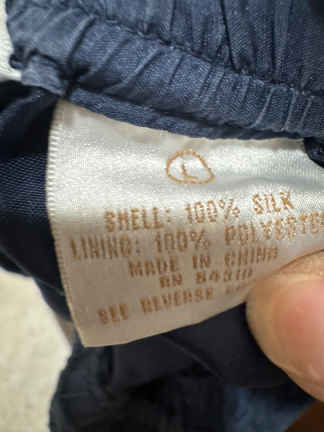 L
SHELL: 100% SILK
LINING: 100% POLYESTER
MADE IN CHINA
RN 84310
SEE REVERSE